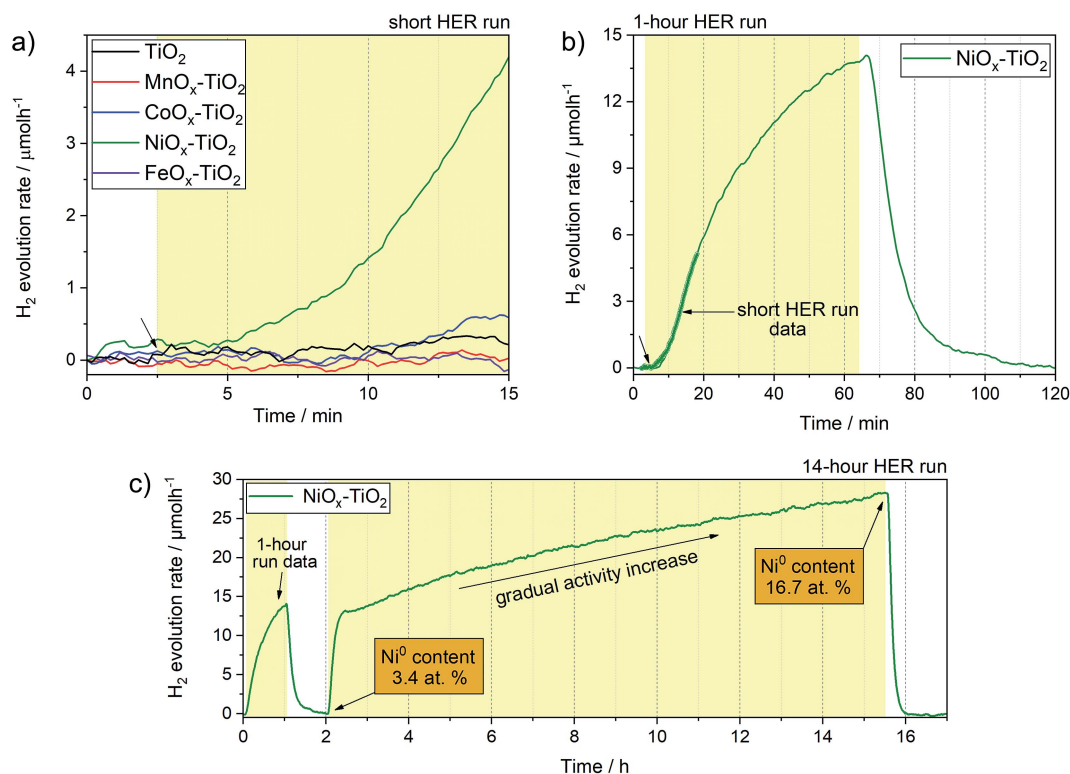 short HER run
a)
TiO₂
MnOₓ-TiO₂
CoOₓ-TiO₂
NiOₓ-TiO₂
FeOₓ-TiO₂
H₂ evolution rate / μmolh⁻¹
4
3
2
1
0
0 5 10 15
Time / min
1-hour HER run
b)
NiOₓ-TiO₂
H₂ evolution rate / μmolh⁻¹
15
12
9
6
3
0
short HER run
data
0 20 40 60 80 100 120
Time / min
14-hour HER run
c)
NiOₓ-TiO₂
H₂ evolution rate / μmolh⁻¹
30
25
20
15
10
5
0
1-hour
run data
gradual activity increase
Ni⁰ content
3.4 at. %
Ni⁰ content
16.7 at. %
0 2 4 6 8 10 12 14 16
Time / h